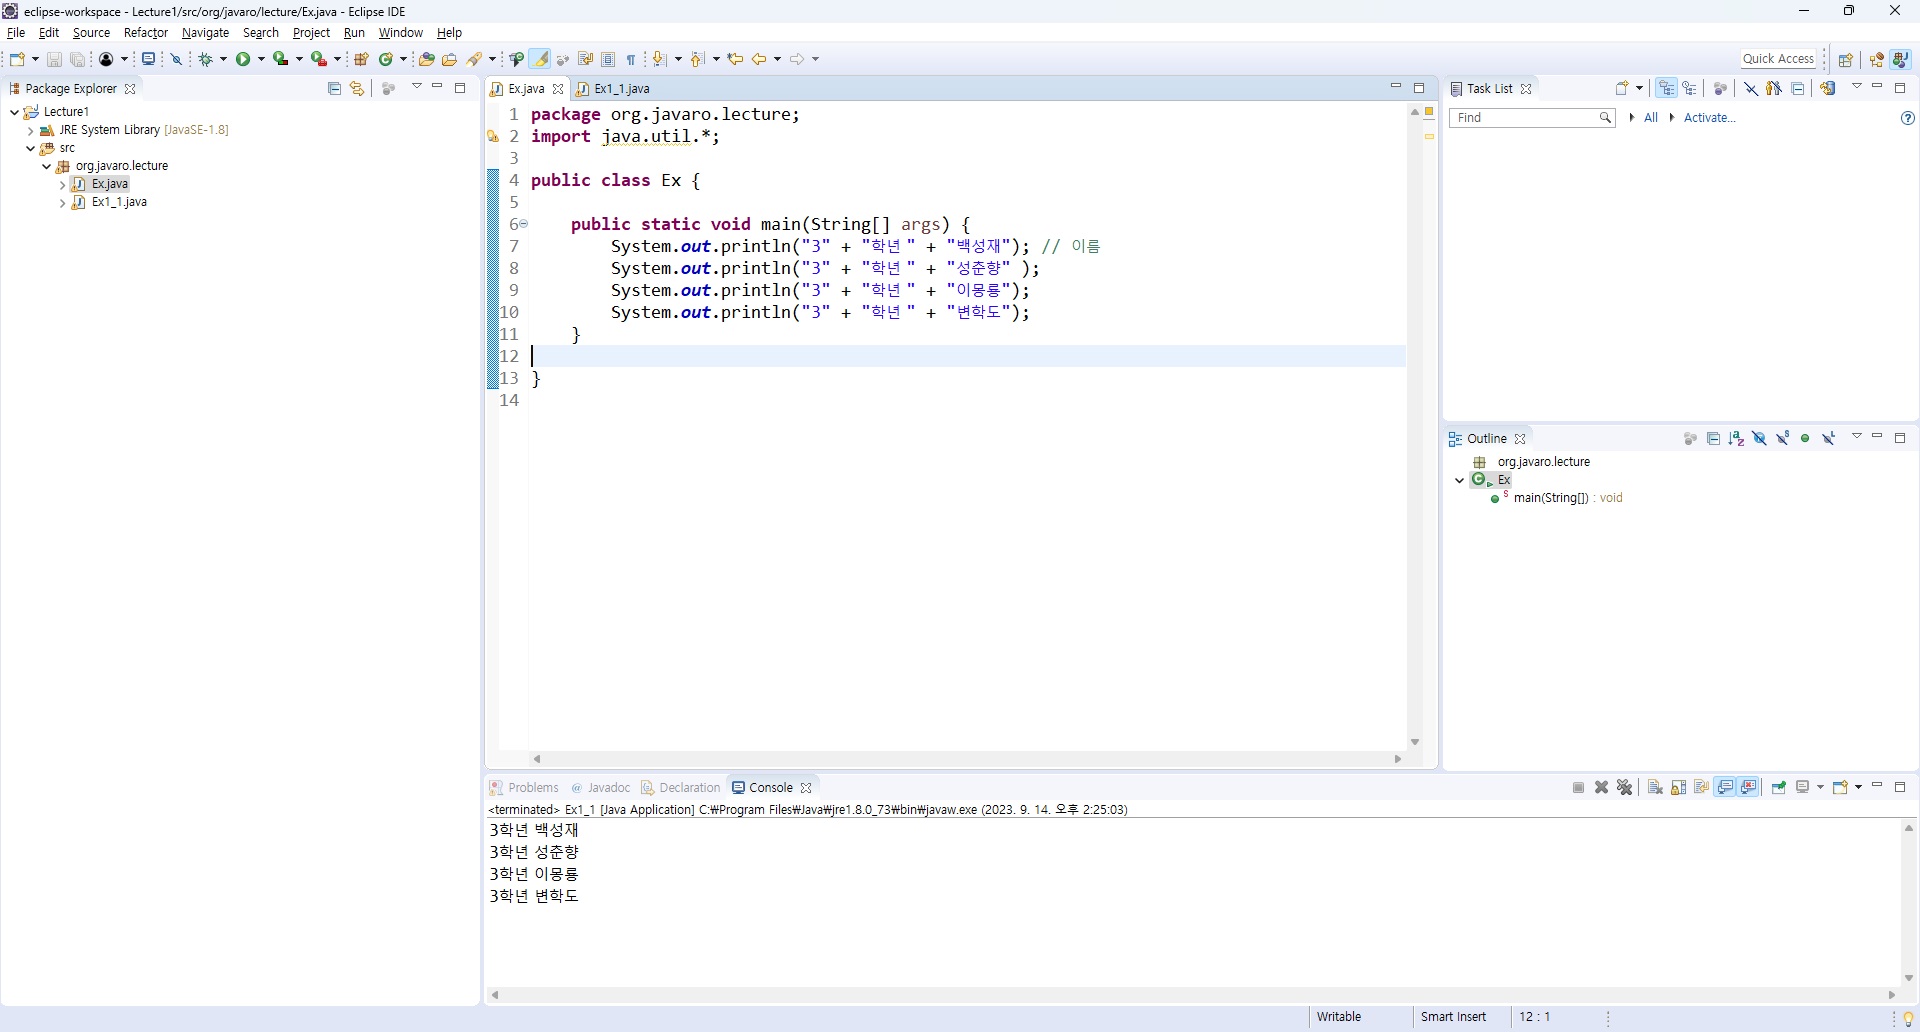 eclipse-workspace - Lecture1/src/org/javaro/lecture/Ex.java - Eclipse IDE
File Edit Source Refactor Navigate Search Project Run Window Help
Quick Access
Package Explorer
Lecture1
JRE System Library [JavaSE-1.8]
src
org.javaro.lecture
Ex.java
Ex1_1.java
Ex.java Ex1_1.java
1 package org.javaro.lecture;
2 import java.util.*;
3
4 public class Ex {
5
6 public static void main(String[] args) {
7 System.out.println("3" + "학년 " + "백성재"); // 이름
8 System.out.println("3" + "학년 " + "성춘향" );
9 System.out.println("3" + "학년 " + "이몽룡");
10 System.out.println("3" + "학년 " + "변학도");
11 }
12
13 }
14
Task List
Find All Activate...
Outline
org.javaro.lecture
Ex
main(String[]) : void
Problems Javadoc Declaration Console
<terminated> Ex1_1 [Java Application] C:₩Program Files₩Java₩jre1.8.0_73₩bin₩javaw.exe (2023. 9. 14. 오후 2:25:03)
3학년 백성재
3학년 성춘향
3학년 이몽룡
3학년 변학도
Writable Smart Insert 12 : 1